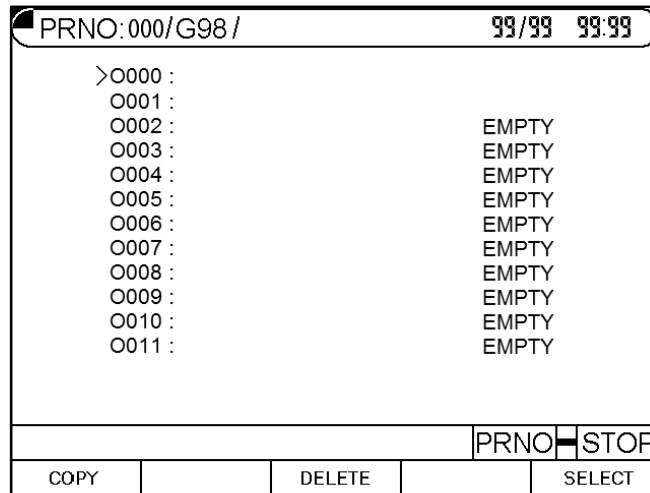 PRNO:000/G98/ 99/99 99:99
>O000 :
O001 :
O002 : EMPTY
O003 : EMPTY
O004 : EMPTY
O005 : EMPTY
O006 : EMPTY
O007 : EMPTY
O008 : EMPTY
O009 : EMPTY
O010 : EMPTY
O011 : EMPTY
PRNO STOP
COPY DELETE SELECT